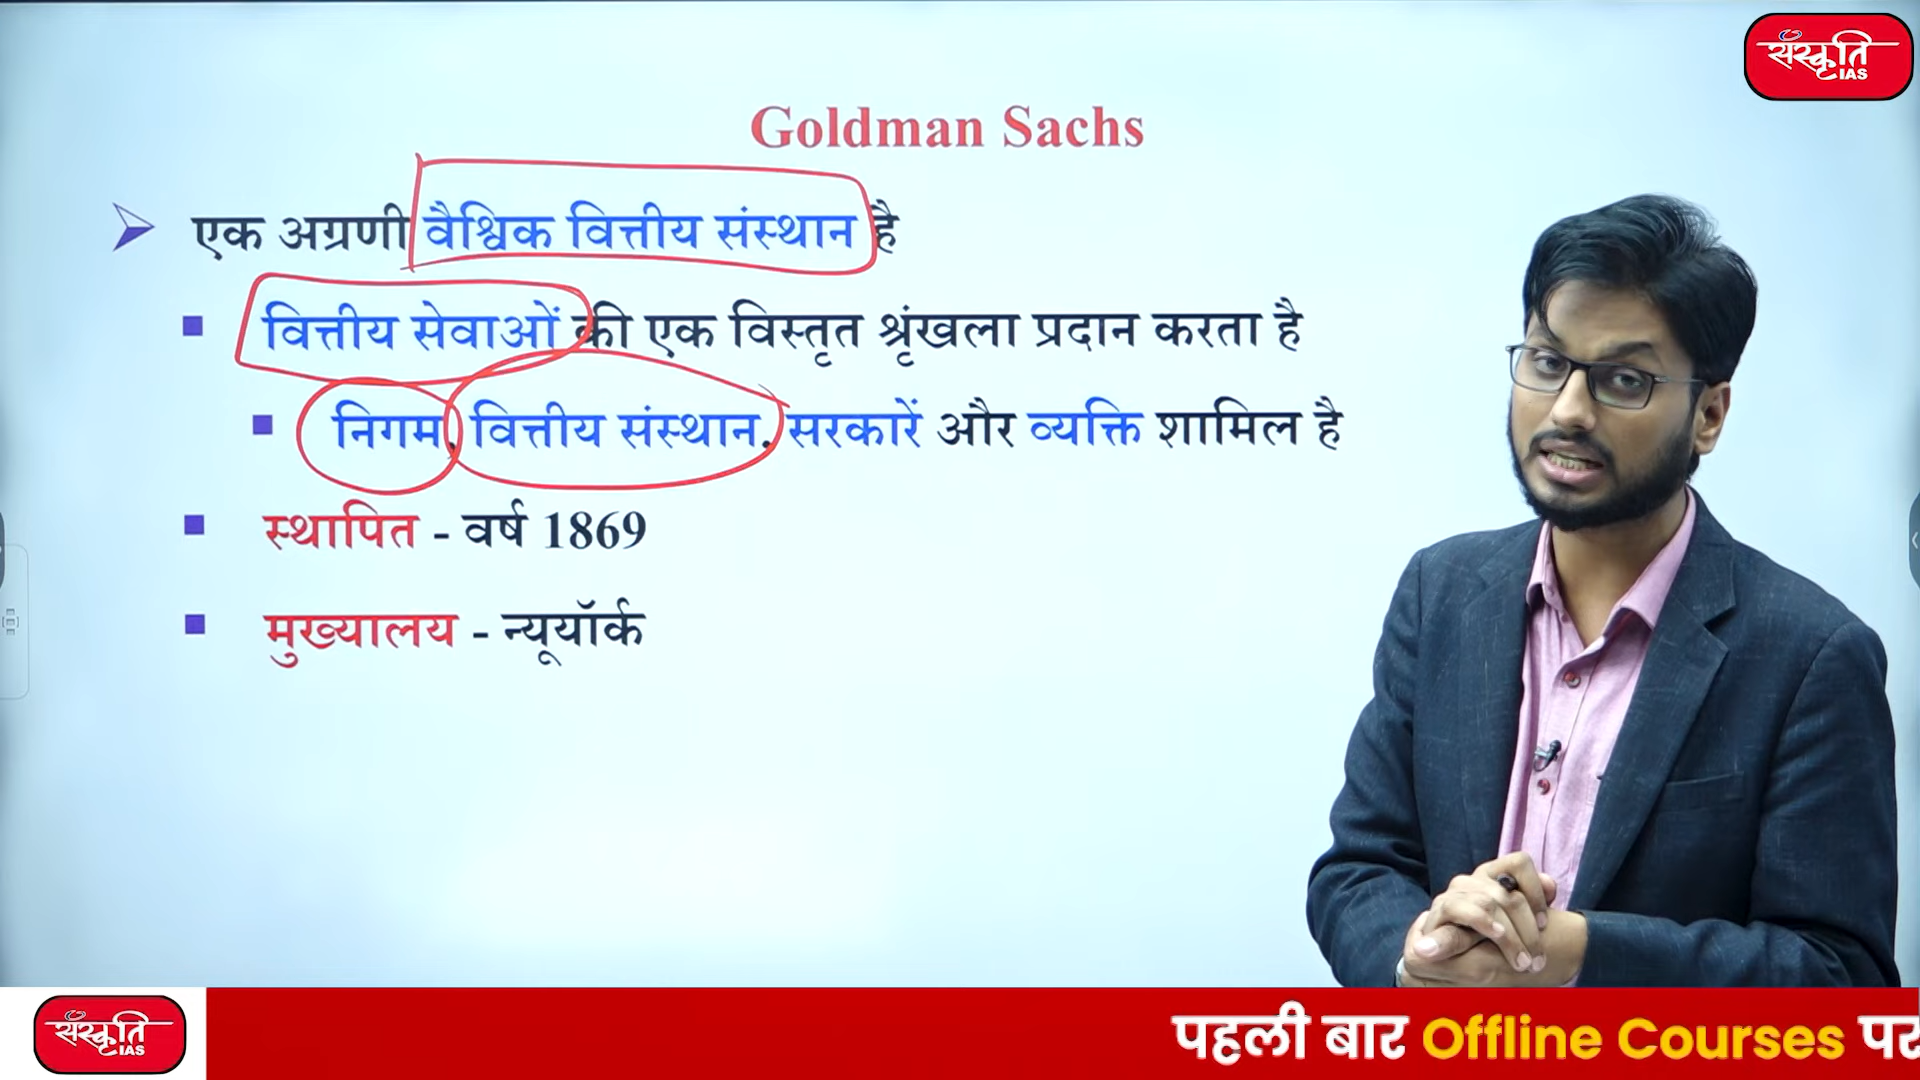 संस्कृति
IAS
Goldman Sachs
एक अग्रणी वैश्विक वित्तीय संस्थान है
वित्तीय सेवाओं की एक विस्तृत श्रृंखला प्रदान करता है
निगम, वित्तीय संस्थान, सरकारें और व्यक्ति शामिल है
स्थापित - वर्ष 1869
मुख्यालय - न्यूयॉर्क
संस्कृति
IAS
पहली बार Offline Courses पर